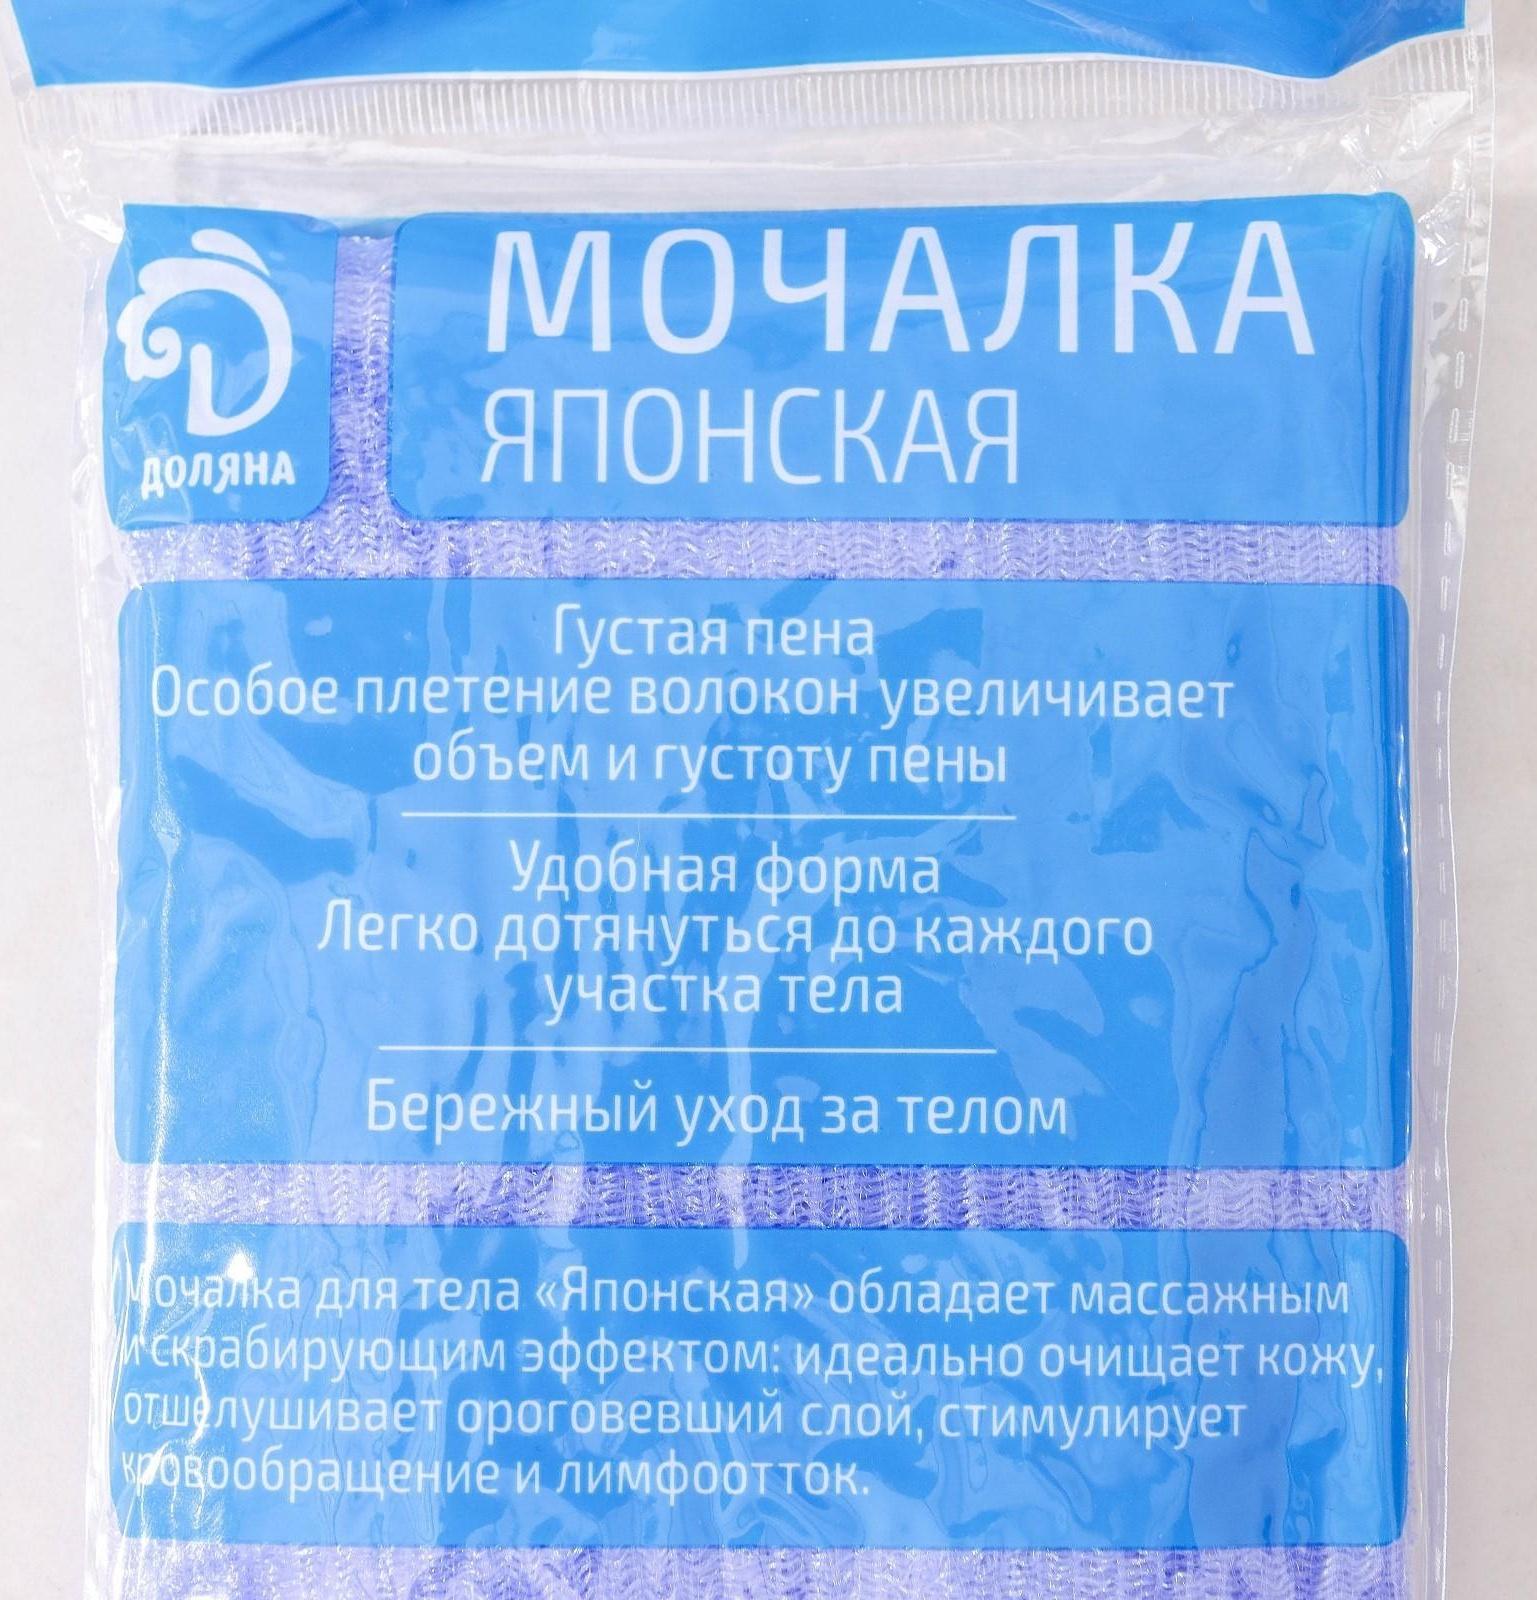 ДОЛЯНА
МОЧАЛКА
ЯПОНСКАЯ
Густая пена
Особое плетение волокон увеличивает
объем и густоту пены
Удобная форма
Легко дотянуться до каждого
участка тела
Бережный уход за телом
Мочалка для тела «Японская» обладает массажным
и скрабирующим эффектом: идеально очищает кожу,
отшелушивает ороговевший слой, стимулирует
кровообращение и лимфоотток.